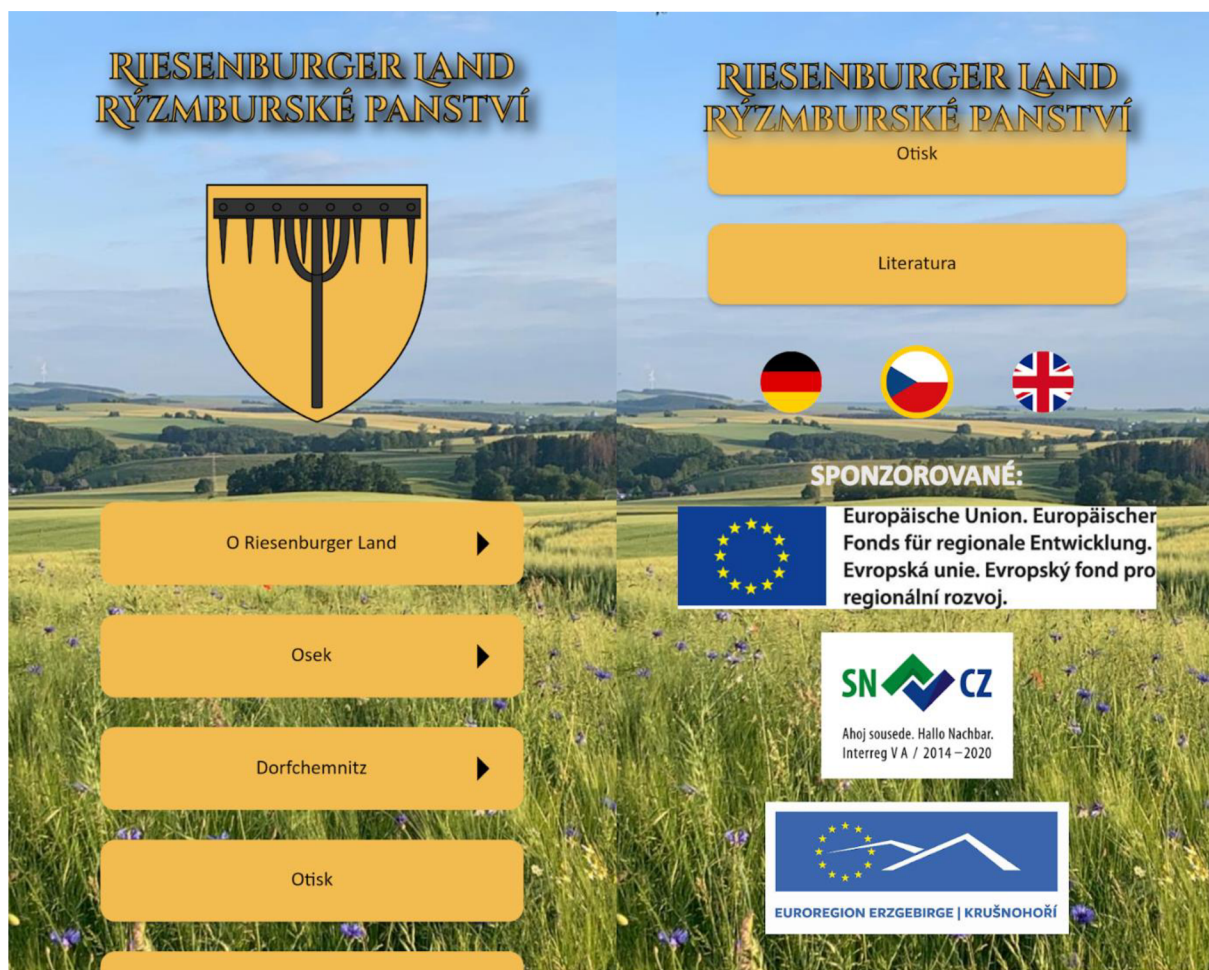 RIESENBURGER LAND
RÝZMBURSKÉ PANSTVÍ
O Riesenburger Land
Osek
Dorfchemnitz
Otisk
RIESENBURGER LAND
RÝZMBURSKÉ PANSTVÍ
Otisk
Literatura
SPONZOROVANÉ:
Europäische Union. Europäischer
Fonds für regionale Entwicklung.
Evropská unie. Evropský fond pro
regionální rozvoj.
SN CZ
Ahoj sousede. Hallo Nachbar.
Interreg V A / 2014–2020
EUROREGION ERZGEBIRGE | KRUŠNOHOŘÍ